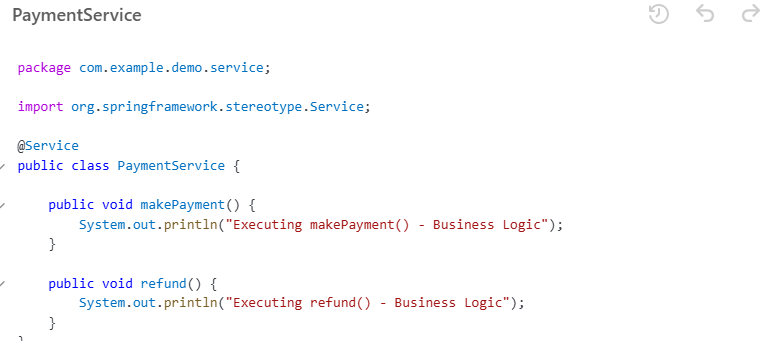 PaymentService
package com.example.demo.service;
import org.springframework.stereotype.Service;
@Service
public class PaymentService {
public void makePayment() {
System.out.println("Executing makePayment() - Business Logic");
}
public void refund() {
System.out.println("Executing refund() - Business Logic");
}
}